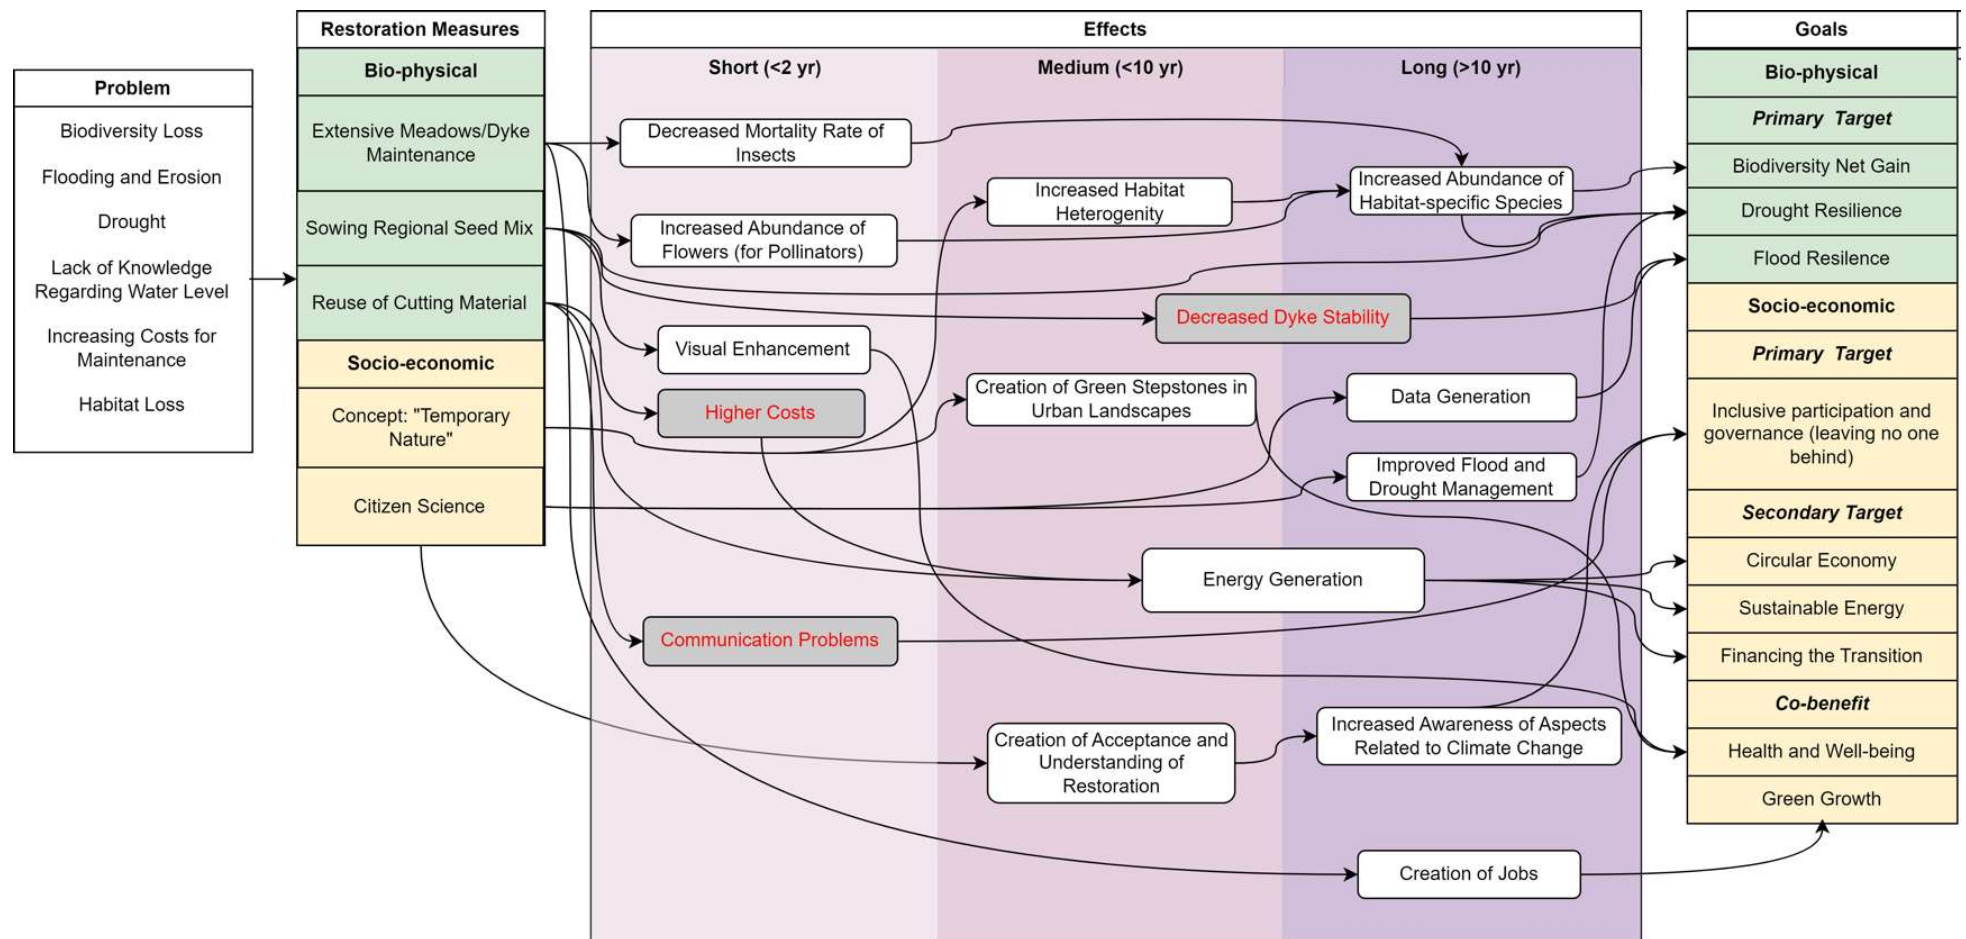 Problem
Biodiversity Loss
Flooding and Erosion
Drought
Lack of Knowledge
Regarding Water Level
Increasing Costs for
Maintenance
Habitat Loss
Restoration Measures
Bio-physical
Extensive Meadows/Dyke
Maintenance
Sowing Regional Seed Mix
Reuse of Cutting Material
Socio-economic
Concept: "Temporary
Nature"
Citizen Science
Effects
Short (<2 yr)
Medium (<10 yr)
Long (>10 yr)
Decreased Mortality Rate of
Insects
Increased Abundance of
Flowers (for Pollinators)
Visual Enhancement
Higher Costs
Communication Problems
Increased Habitat
Heterogenity
Decreased Dyke Stability
Creation of Green Stepstones in
Urban Landscapes
Energy Generation
Creation of Acceptance and
Understanding of
Restoration
Increased Abundance of
Habitat-specific Species
Data Generation
Improved Flood and
Drought Management
Increased Awareness of Aspects
Related to Climate Change
Creation of Jobs
Goals
Bio-physical
Primary Target
Biodiversity Net Gain
Drought Resilience
Flood Resilence
Socio-economic
Primary Target
Inclusive participation and
governance (leaving no one
behind)
Secondary Target
Circular Economy
Sustainable Energy
Financing the Transition
Co-benefit
Health and Well-being
Green Growth